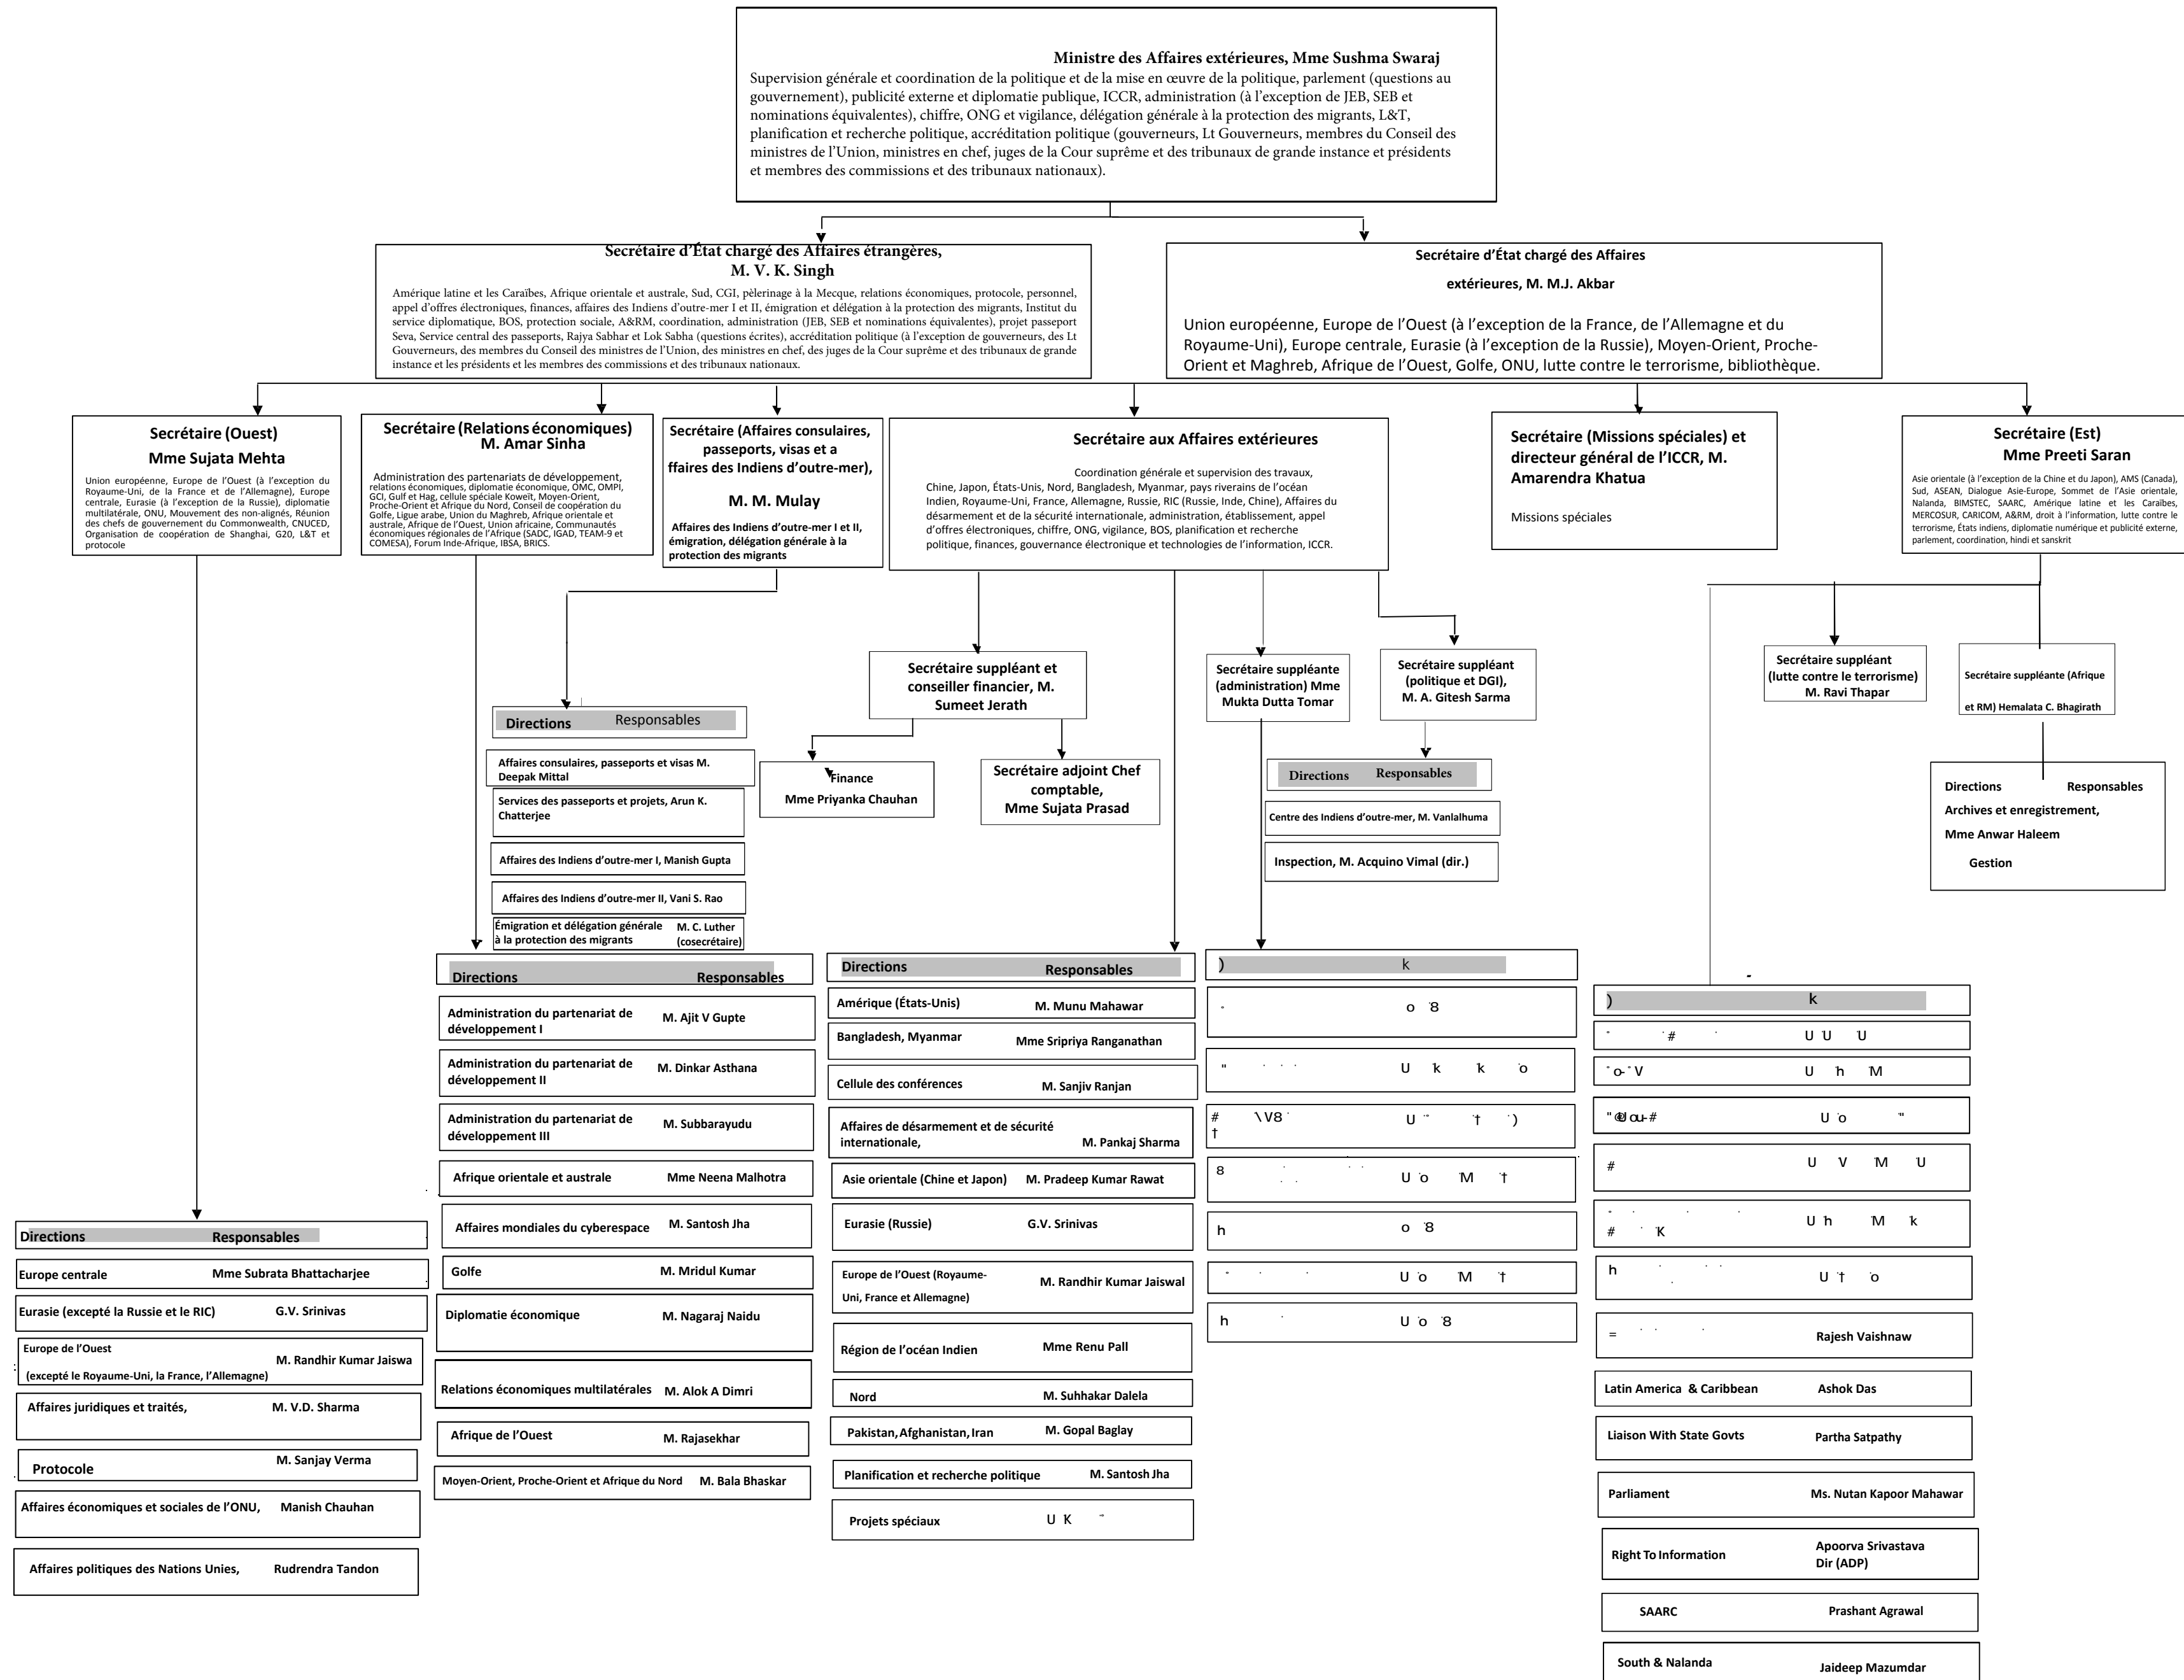 Ministre des Affaires extérieures, Mme Sushma Swaraj
Supervision générale et coordination de la politique et de la mise en œuvre de la politique, parlement (questions au
gouvernement), publicité externe et diplomatie publique, ICCR, administration (à l’exception de JEB, SEB et
nominations équivalentes), chiffre, ONG et vigilance, délégation générale à la protection des migrants, L&T,
planification et recherche politique, accréditation politique (gouverneurs, Lt Gouverneurs, membres du Conseil des
ministres de l’Union, ministres en chef, juges de la Cour suprême et des tribunaux de grande instance et présidents
et membres des commissions et des tribunaux nationaux).
Secrétaire d’État chargé des Affaires étrangères,
M. V. K. Singh
Amérique latine et les Caraïbes, Afrique orientale et australe, Sud, CGI, pèlerinage à la Mecque, relations économiques, protocole, personnel,
appel d’offres électroniques, finances, affaires des Indiens d’outre-mer I et II, émigration et délégation à la protection des migrants, Institut du
service diplomatique, BOS, protection sociale, A&RM, coordination, administration (JEB, SEB et nominations équivalentes), projet passeport
Seva, Service central des passeports, Rajya Sabhar et Lok Sabha (questions écrites), accréditation politique (à l’exception de gouverneurs, des Lt
Gouverneurs, des membres du Conseil des ministres de l’Union, des ministres en chef, des juges de la Cour suprême et des tribunaux de grande
instance et les présidents et les membres des commissions et des tribunaux nationaux.
Secrétaire d’État chargé des Affaires
extérieures, M. M.J. Akbar
Union européenne, Europe de l’Ouest (à l’exception de la France, de l’Allemagne et du
Royaume-Uni), Europe centrale, Eurasie (à l’exception de la Russie), Moyen-Orient, Proche-
Orient et Maghreb, Afrique de l’Ouest, Golfe, ONU, lutte contre le terrorisme, bibliothèque.
Secrétaire (Ouest)
Mme Sujata Mehta
Union européenne, Europe de l’Ouest (à l’exception du
Royaume-Uni, de la France et de l’Allemagne), Europe
centrale, Eurasie (à l’exception de la Russie), diplomatie
multilatérale, ONU, Mouvement des non-alignés, Réunion
des chefs de gouvernement du Commonwealth, CNUCED,
Organisation de coopération de Shanghai, G20, L&T et
protocole
Secrétaire (Relations économiques)
M. Amar Sinha
Administration des partenariats de développement,
relations économiques, diplomatie économique, OMC, OMPI,
GCI, Gulf et Hag, cellule spéciale Koweït, Moyen-Orient,
Proche-Orient et Afrique du Nord, Conseil de coopération du
Golfe, Ligue arabe, Union du Maghreb, Afrique orientale et
australe, Afrique de l’Ouest, Union africaine, Communautés
économiques régionales de l’Afrique (SADC, IGAD, TEAM-9 et
COMESA), Forum Inde-Afrique, IBSA, BRICS.
Secrétaire (Affaires consulaires,
passeports, visas et a
ffaires des Indiens d’outre-mer),
M. M. Mulay
Affaires des Indiens d’outre-mer I et II,
émigration, délégation générale à la
protection des migrants
Secrétaire aux Affaires extérieures
Coordination générale et supervision des travaux,
Chine, Japon, États-Unis, Nord, Bangladesh, Myanmar, pays riverains de l’océan
Indien, Royaume-Uni, France, Allemagne, Russie, RIC (Russie, Inde, Chine), Affaires du
désarmement et de la sécurité internationale, administration, établissement, appel
d’offres électroniques, chiffre, ONG, vigilance, BOS, planification et recherche
politique, finances, gouvernance électronique et technologies de l’information, ICCR.
Secrétaire (Missions spéciales) et
directeur général de l’ICCR, M.
Amarendra Khatua
Missions spéciales
Secrétaire (Est)
Mme Preeti Saran
Asie orientale (à l’exception de la Chine et du Japon), AMS (Canada),
Sud, ASEAN, Dialogue Asie-Europe, Sommet de l’Asie orientale,
Nalanda, BIMSTEC, SAARC, Amérique latine et les Caraïbes,
MERCOSUR, CARICOM, A&RM, droit à l’information, lutte contre le
terrorisme, États indiens, diplomatie numérique et publicité externe,
parlement, coordination, hindi et sanskrit
Secrétaire suppléant et
conseiller financier, M.
Sumeet Jerath
Secrétaire suppléante
(administration) Mme
Mukta Dutta Tomar
Secrétaire suppléant
(politique et DGI),
M. A. Gitesh Sarma
Secrétaire suppléant
(lutte contre le terrorisme)
M. Ravi Thapar
Secrétaire suppléante (Afrique
et RM) Hemalata C. Bhagirath
Directions Responsables
Affaires consulaires, passeports et visas M.
Deepak Mittal
Services des passeports et projets, Arun K.
Chatterjee
Affaires des Indiens d’outre-mer I, Manish Gupta
Affaires des Indiens d’outre-mer II, Vani S. Rao
Émigration et délégation générale M. C. Luther
à la protection des migrants (cosecrétaire)
Finance
Mme Priyanka Chauhan
Secrétaire adjoint Chef
comptable,
Mme Sujata Prasad
Directions Responsables
Centre des Indiens d’outre-mer, M. Vanlalhuma
Inspection, M. Acquino Vimal (dir.)
Directions Responsables
Archives et enregistrement,
Mme Anwar Haleem
Gestion
Directions Responsables
Europe centrale Mme Subrata Bhattacharjee
Eurasie (excepté la Russie et le RIC) G.V. Srinivas
Europe de l’Ouest
(excepté le Royaume-Uni, la France, l’Allemagne) M. Randhir Kumar Jaiswa
Affaires juridiques et traités, M. V.D. Sharma
Protocole M. Sanjay Verma
Affaires économiques et sociales de l’ONU, Manish Chauhan
Affaires politiques des Nations Unies, Rudrendra Tandon
Directions Responsables
Administration du partenariat de
développement I M. Ajit V Gupte
Administration du partenariat de
développement II M. Dinkar Asthana
Administration du partenariat de
développement III M. Subbarayudu
Afrique orientale et australe Mme Neena Malhotra
Affaires mondiales du cyberespace M. Santosh Jha
Golfe M. Mridul Kumar
Diplomatie économique M. Nagaraj Naidu
Relations économiques multilatérales M. Alok A Dimri
Afrique de l’Ouest M. Rajasekhar
Moyen-Orient, Proche-Orient et Afrique du Nord M. Bala Bhaskar
Directions Responsables
Amérique (États-Unis) M. Munu Mahawar
Bangladesh, Myanmar Mme Sripriya Ranganathan
Cellule des conférences M. Sanjiv Ranjan
Affaires de désarmement et de sécurité
internationale, M. Pankaj Sharma
Asie orientale (Chine et Japon) M. Pradeep Kumar Rawat
Eurasie (Russie) G.V. Srinivas
Europe de l’Ouest (Royaume-
Uni, France et Allemagne) M. Randhir Kumar Jaiswal
Région de l’océan Indien Mme Renu Pall
Nord M. Suhhakar Dalela
Pakistan, Afghanistan, Iran M. Gopal Baglay
Planification et recherche politique M. Santosh Jha
Projets spéciaux
Rajesh Vaishnaw
Latin America & Caribbean Ashok Das
Liaison With State Govts Partha Satpathy
Parliament Ms. Nutan Kapoor Mahawar
Right To Information Apoorva Srivastava
Dir (ADP)
SAARC Prashant Agrawal
South & Nalanda Jaideep Mazumdar